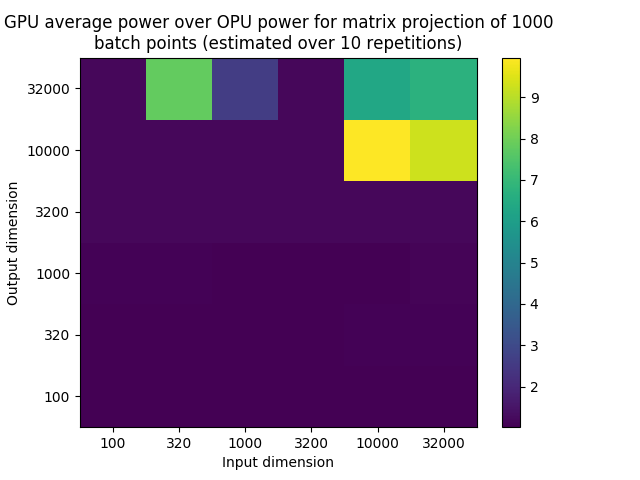 GPU average power over OPU power for matrix projection of 1000
batch points (estimated over 10 repetitions)
32000
10000
3200
1000
320
100
Output dimension
100 320 1000 3200 10000 32000
Input dimension
9
8
7
6
5
4
3
2